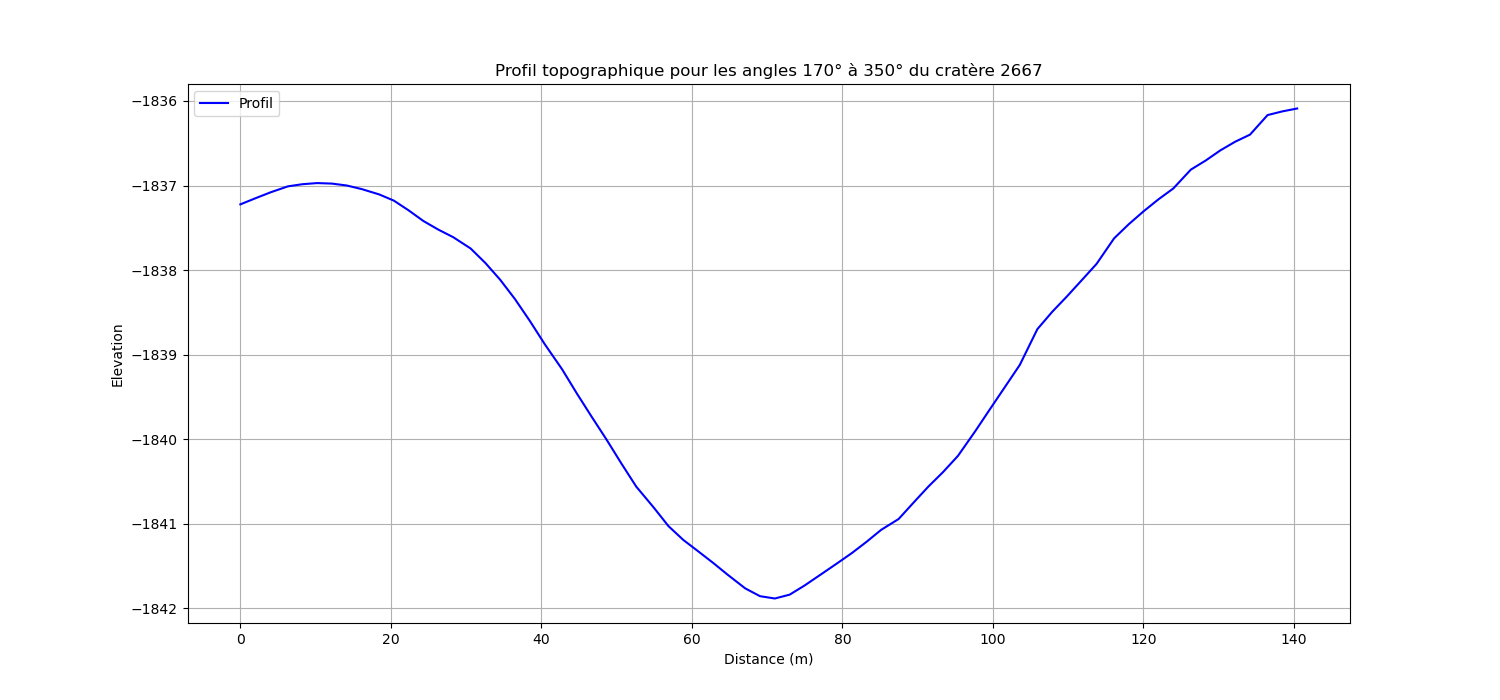 Profil topographique pour les angles 170° à 350° du cratère 2667
Profil
−1836
−1837
−1838
−1839
−1840
−1841
−1842
Elevation
0 20 40 60 80 100 120 140
Distance (m)